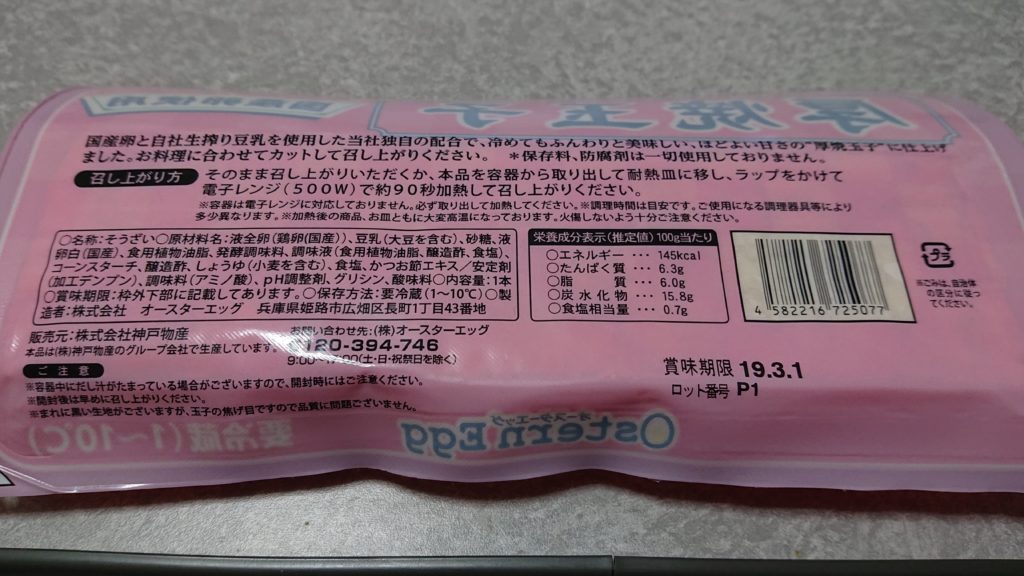 厚焼玉子
国産卵と自社生搾り豆乳を使用した当社独自の配合で、冷めてもふんわりと美味しい、ほどよい甘さの"厚焼玉子"に仕上げ
ました。お料理に合わせてカットして召し上がりください。 *保存料、防腐剤は一切使用しておりません。
召し上がり方
そのまま召し上がりいただくか、本品を容器から取り出して耐熱皿に移し、ラップをかけて
電子レンジ(500W)で約90秒加熱して召し上がりください。
※容器は電子レンジに対応しておりません。必ず取り出して加熱してください。※調理時間は目安です。ご使用になる調理器具等により
多少異なります。※加熱後の商品、お皿ともに大変高温になっております。火傷しないよう十分ご注意ください。
○名称:そうざい○原材料名:液全卵(鶏卵(国産))、豆乳(大豆を含む)、砂糖、液
卵白(国産)、食用植物油脂、発酵調味料、調味液(食用植物油脂、醸造酢、食塩)、
コーンスターチ、醸造酢、しょうゆ(小麦を含む)、食塩、かつお節エキス/安定剤
(加工デンプン)、調味料(アミノ酸)、pH調整剤、グリシン、酸味料○内容量:1本
○賞味期限:枠外下部に記載してあります。○保存方法:要冷蔵(1~10℃)○製
造者:株式会社 オースターエッグ 兵庫県姫路市広畑区長町1丁目43番地
栄養成分表示(推定値)100g当たり
○エネルギー…145kcal
○たんぱく質…6.3g
○脂質…6.0g
○炭水化物…15.8g
○食塩相当量…0.7g
4 582216 725077
プラ
※ごみは、自治体
の区分に従っ
てください。
販売元:株式会社神戸物産
本品は(株)神戸物産のグループ会社で生産しています。
お問い合わせ先:(株)オースターエッグ
0120-394-746
9:00~17:00(土・日・祝祭日を除く)
賞味期限 19.3.1
ロット番号 P1
ご注意
※容器中にだし汁がたまっている場合がございますので、開封時にはご注意ください。
※開封後は早めに召し上がりください。
※まれに黒い生地がございますが、玉子の焦げ目ですので品質に問題ございません。
オースターエッグ
Ostern Egg
要冷蔵(1~10℃)